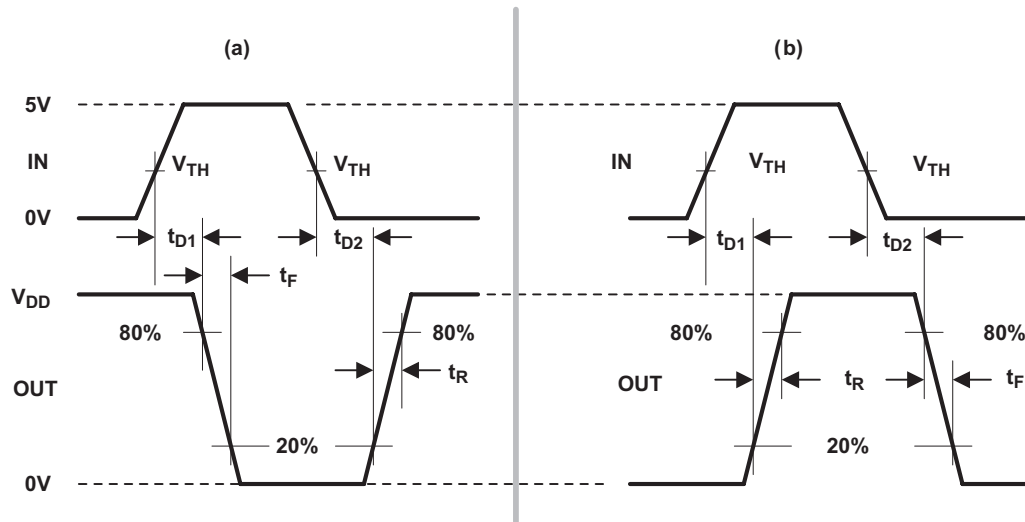 (a) (b)
5V
IN V_TH V_TH IN V_TH V_TH
0V
t_D1 t_D2 t_D1 t_D2
t_F
V_DD
80% 80% 80% 80%
OUT t_R OUT t_R t_F
20% 20%
0V